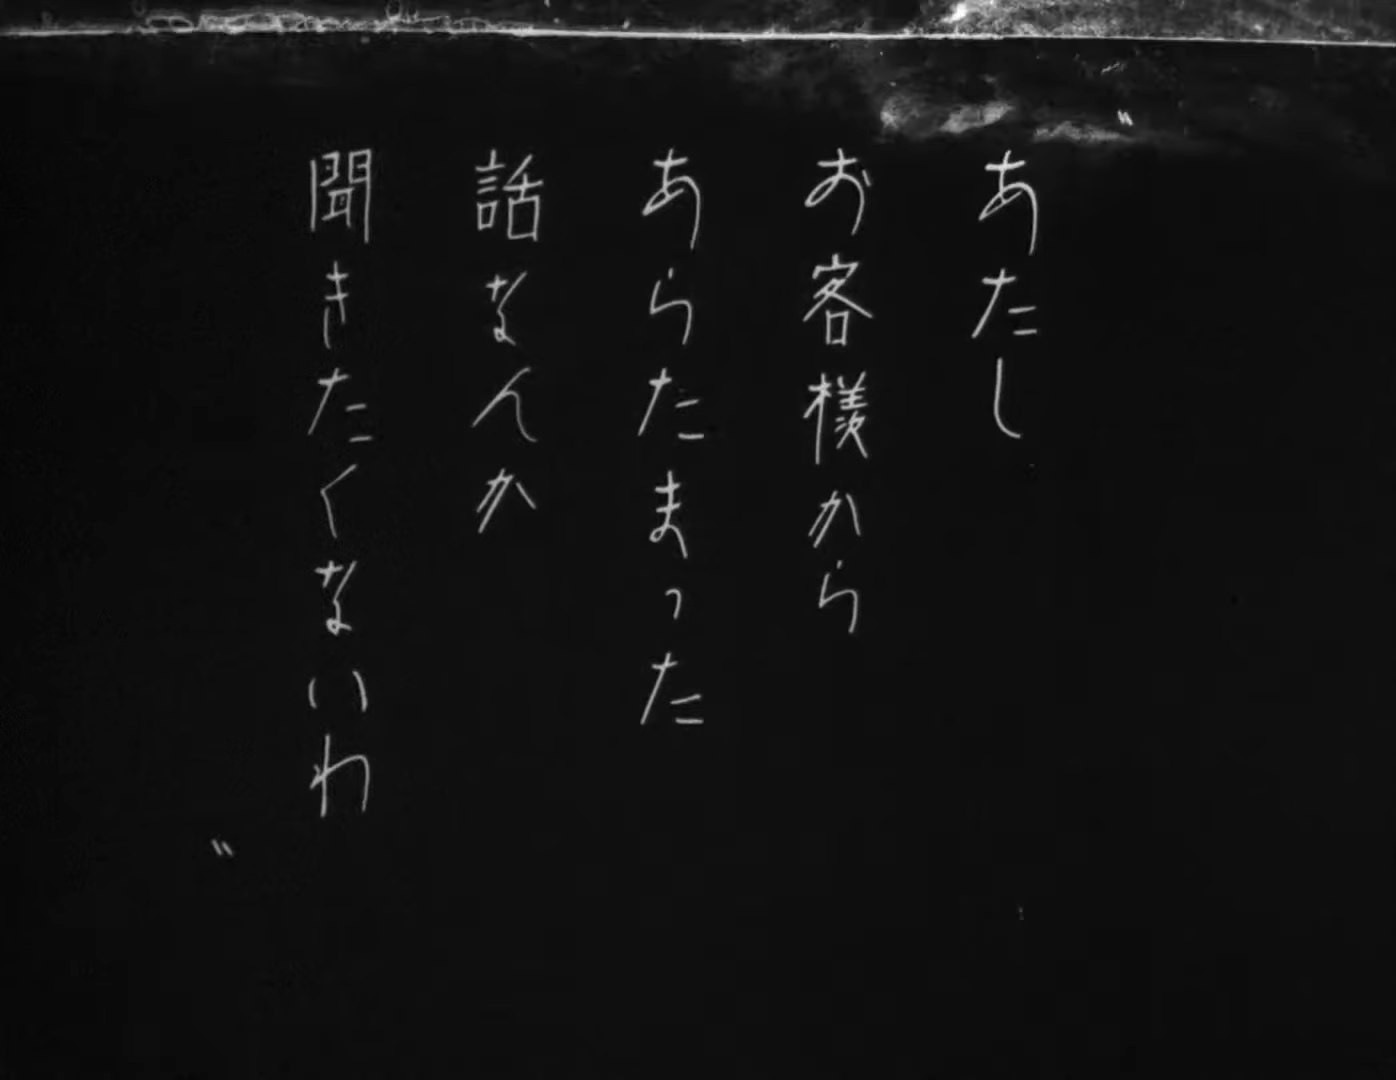 "
あたし
お客様から
あらたまった
話なんか
聞きたくないわ
"